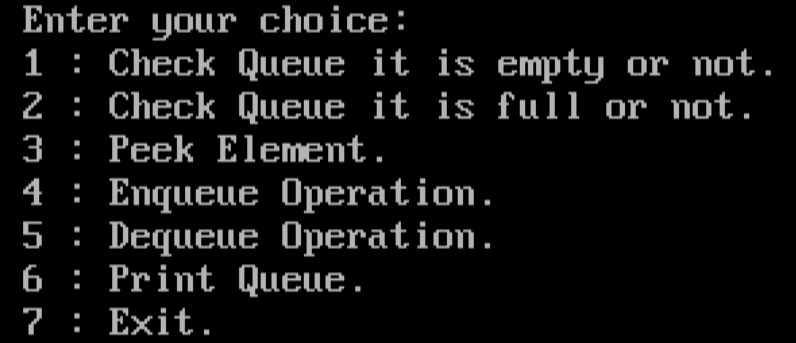 Enter your choice:
1 : Check Queue it is empty or not.
2 : Check Queue it is full or not.
3 : Peek Element.
4 : Enqueue Operation.
5 : Dequeue Operation.
6 : Print Queue.
7 : Exit.